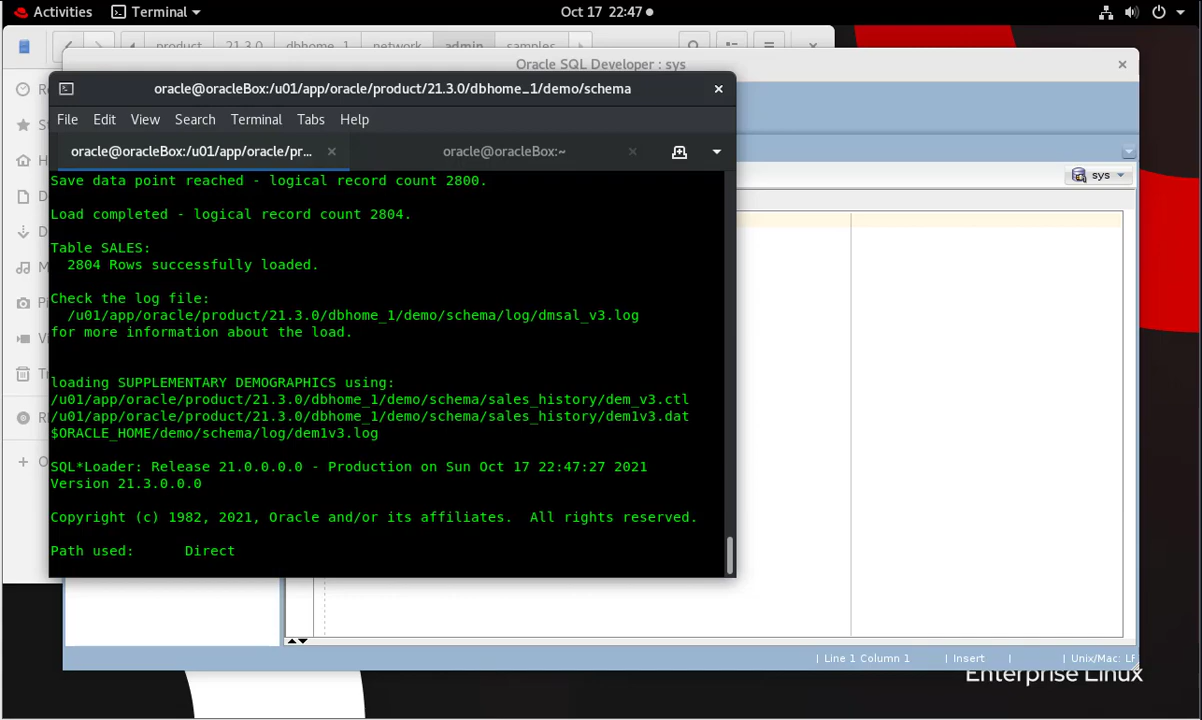 Activities
Terminal
Oct 17 22:47
product
21.3.0
dbhome_1
network
admin
samples
Oracle SQL Developer : sys
oracle@oracleBox:/u01/app/oracle/product/21.3.0/dbhome_1/demo/schema
File Edit View Search Terminal Tabs Help
oracle@oracleBox:/u01/app/oracle/pr...
oracle@oracleBox:~
sys
Save data point reached - logical record count 2800.
Load completed - logical record count 2804.
Table SALES:
2804 Rows successfully loaded.
Check the log file:
/u01/app/oracle/product/21.3.0/dbhome_1/demo/schema/log/dmsal_v3.log
for more information about the load.
loading SUPPLEMENTARY DEMOGRAPHICS using:
/u01/app/oracle/product/21.3.0/dbhome_1/demo/schema/sales_history/dem_v3.ctl
/u01/app/oracle/product/21.3.0/dbhome_1/demo/schema/sales_history/dem1v3.dat
$ORACLE_HOME/demo/schema/log/dem1v3.log
SQL*Loader: Release 21.0.0.0.0 - Production on Sun Oct 17 22:47:27 2021
Version 21.3.0.0.0
Copyright (c) 1982, 2021, Oracle and/or its affiliates. All rights reserved.
Path used: Direct
Line 1 Column 1
Insert
Unix/Mac: LF
Enterprise Linux